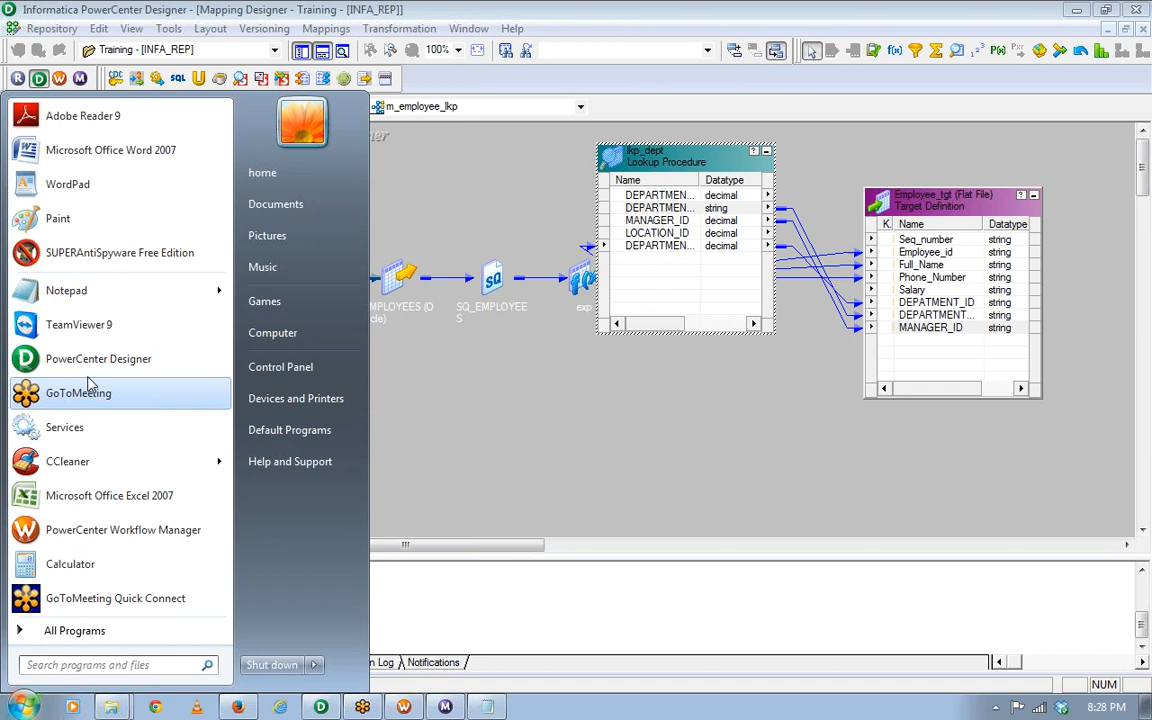 Informatica PowerCenter Designer - [Mapping Designer - Training - [INFA_REP]]
Repository Edit View Tools Layout Versioning Mappings Transformation Window Help
Training - [INFA_REP] 100%
m_employee_lkp
Adobe Reader 9
Microsoft Office Word 2007
WordPad
Paint
SUPERAntiSpyware Free Edition
Notepad
TeamViewer 9
PowerCenter Designer
GoToMeeting
Services
CCleaner
Microsoft Office Excel 2007
PowerCenter Workflow Manager
Calculator
GoToMeeting Quick Connect
All Programs
Search programs and files
home
Documents
Pictures
Music
Games
Computer
Control Panel
Devices and Printers
Default Programs
Help and Support
Shut down
MPLOYEES (O
cle)
SQ_EMPLOYEE
S
exp
lkp_dept
Lookup Procedure
Name Datatype
DEPARTMEN... decimal
DEPARTMEN... string
MANAGER_ID decimal
LOCATION_ID decimal
DEPARTMEN... decimal
Employee_tgt (Flat File)
Target Definition
K. Name Datatype
Seq_number string
Employee_id string
Full_Name string
Phone_Number string
Salary string
DEPATMENT_ID string
DEPARTMENT... string
MANAGER_ID string
n Log Notifications
NUM
8:28 PM